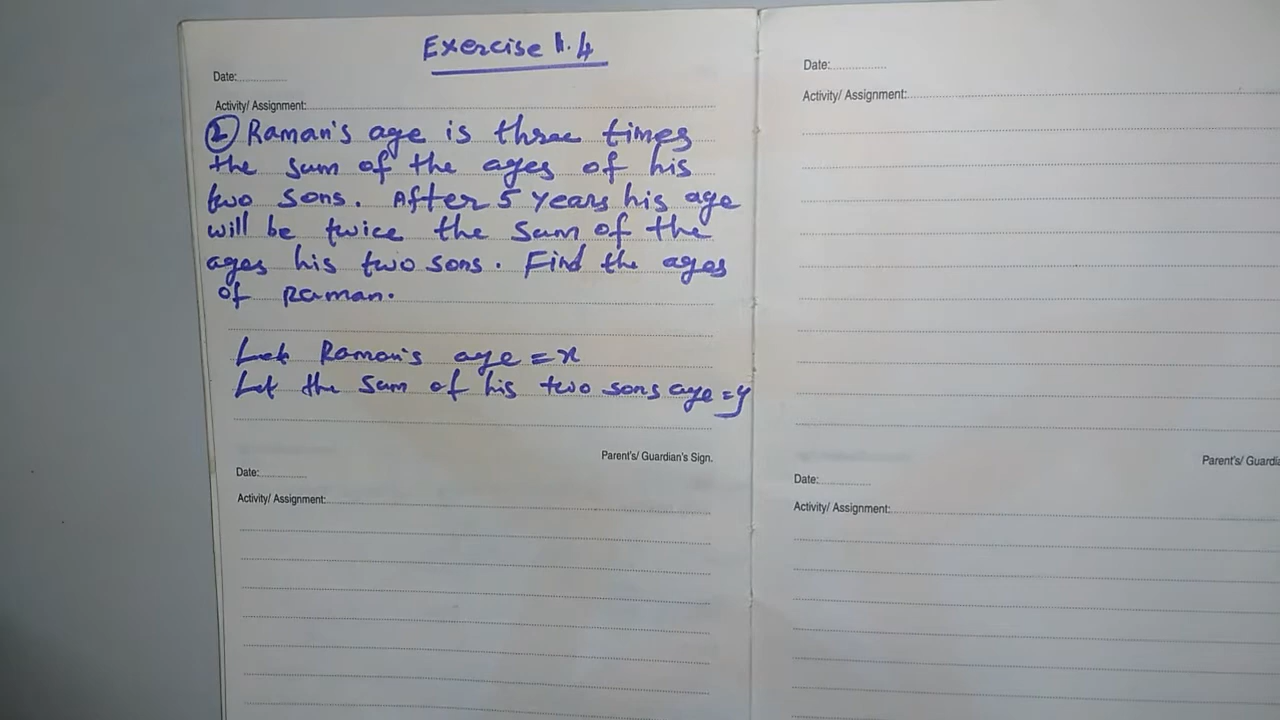 Exercise 1.4
Date:
Activity/ Assignment:
② Raman's age is three times
the sum of the ages of his
two sons. After 5 years his age
will be twice the sum of the
ages his two sons. Find the ages
of Raman.
Let Raman's age = x
Let the sum of his two sons age = y
Parent's/ Guardian's Sign.
Date:
Activity/ Assignment:
Date:
Activity/ Assignment:
Parent's/ Guardia
Date:
Activity/ Assignment: